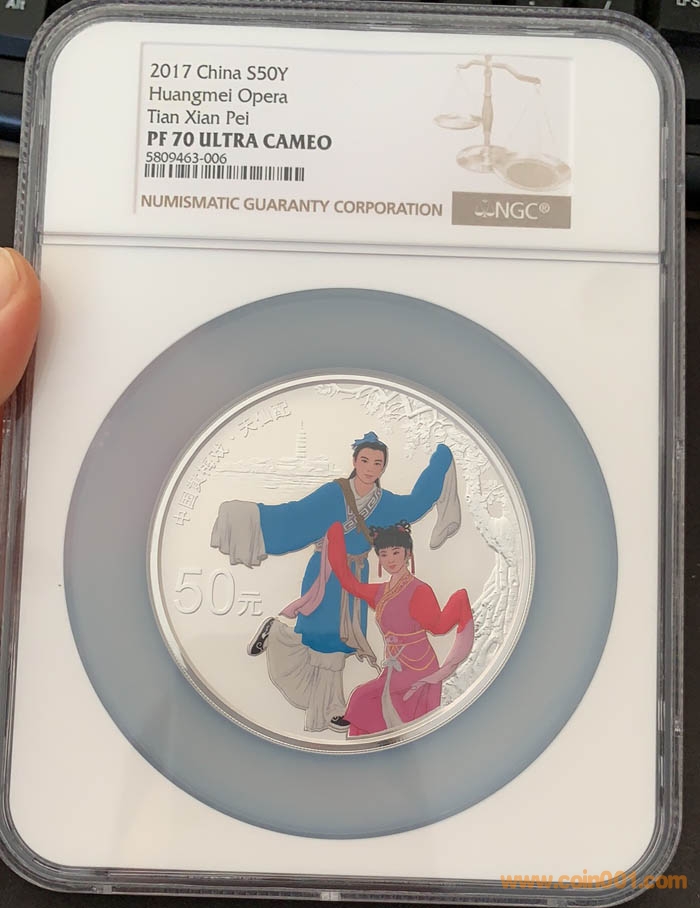 Alt
2017 China S50Y
Huangmei Opera
Tian Xian Pei
PF 70 ULTRA CAMEO
5809463-006
NUMISMATIC GUARANTY CORPORATION
NGC®
中国黄梅戏·天仙配
50元
www.coin001.com